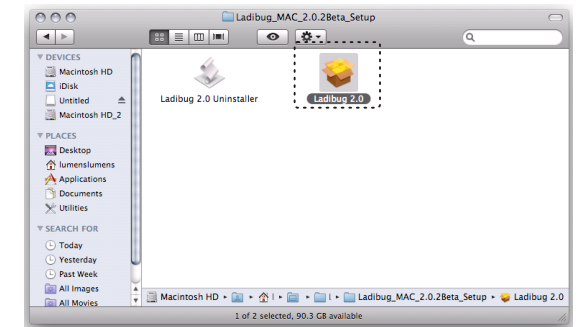 Ladibug_MAC_2.0.2Beta_Setup
DEVICES
Macintosh HD
iDisk
Untitled
Macintosh HD_2
PLACES
Desktop
lumenslumens
Applications
Documents
Utilities
SEARCH FOR
Today
Yesterday
Past Week
All Images
All Movies
Ladibug 2.0 Uninstaller
Ladibug 2.0
Macintosh HD ▸ ▸ l ▸ ▸ l ▸ Ladibug_MAC_2.0.2Beta_Setup ▸ Ladibug 2.0
1 of 2 selected, 90.3 GB available